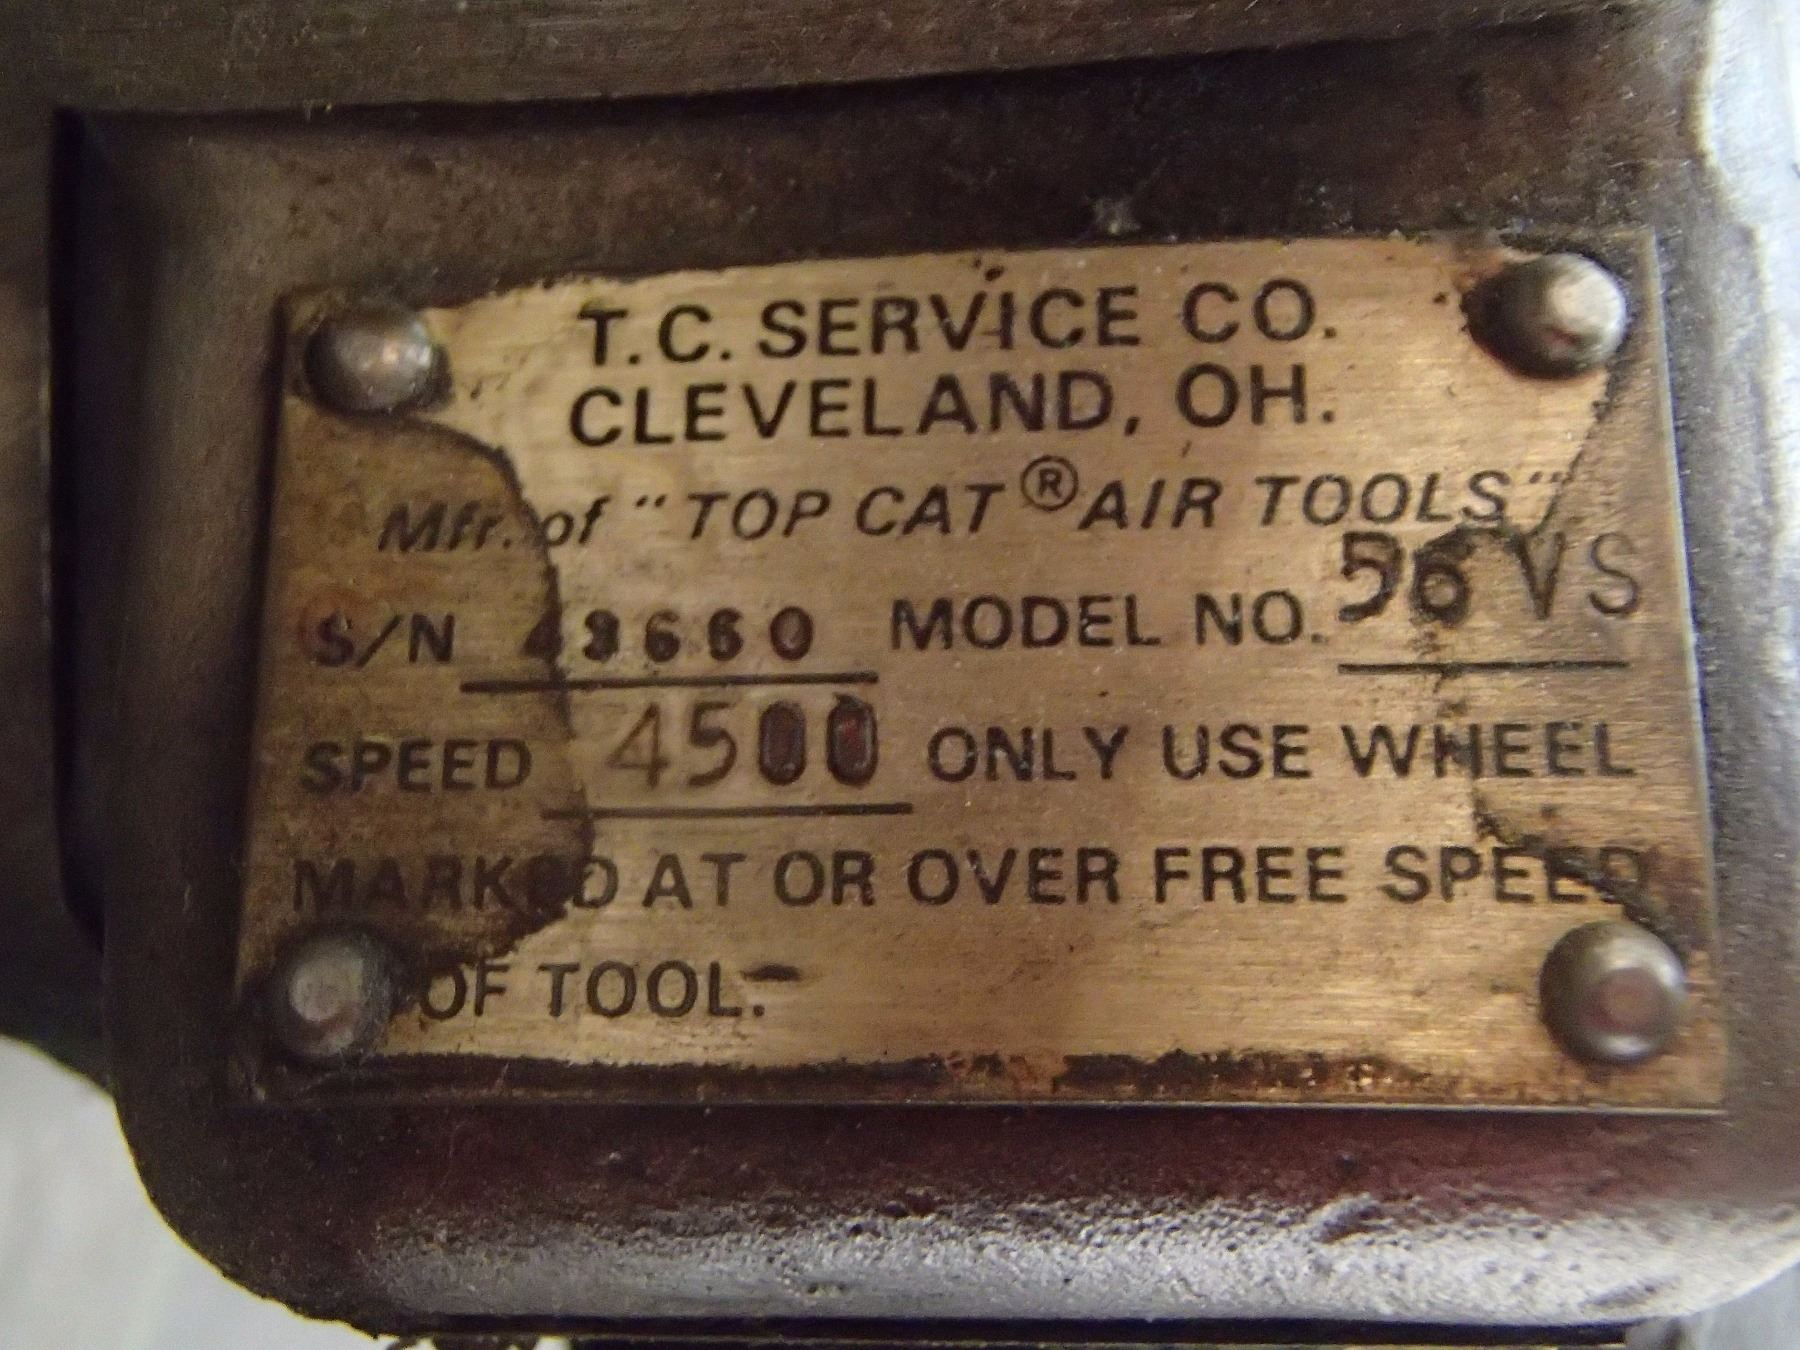 T.C. SERVICE CO.
CLEVELAND, OH.
Mfr. of "TOP CAT® AIR TOOLS"
S/N 43660 MODEL NO. 56 VS
SPEED 4500 ONLY USE WHEEL
MARKED AT OR OVER FREE SPEED
OF TOOL.